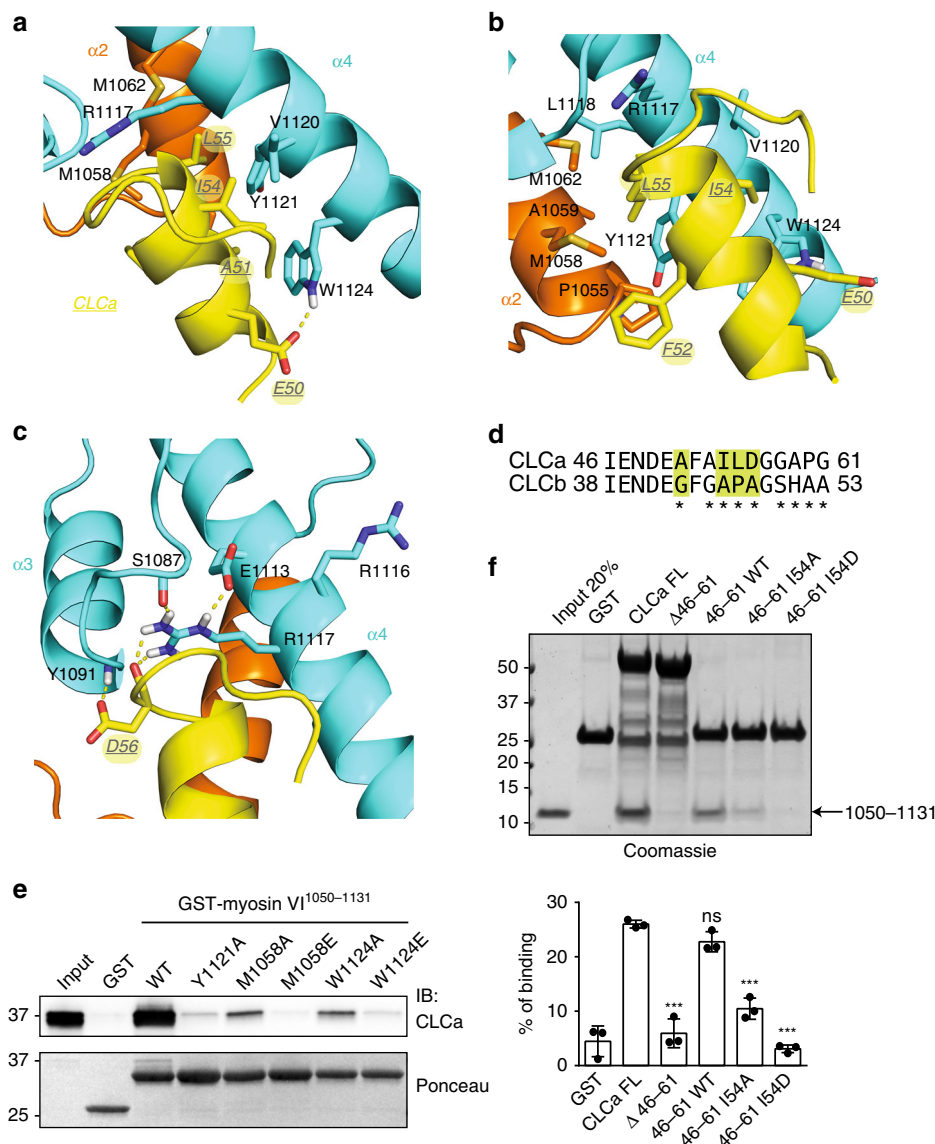 a
α2
α4
M1062
R1117
V1120
L55
M1058
I54
Y1121
A51
W1124
CLCa
E50
b
α4
L1118
R1117
V1120
M1062
L55
I54
A1059
Y1121
W1124
M1058
P1055
α2
E50
F52
c
α3
S1087
E1113
R1116
R1117
α4
Y1091
D56
d
CLCa 46 IENDEAFAILDGGAPG 61
CLCb 38 IENDEGFGAPAGSHAA 53
* * * * * * * * *
e
GST-myosin VI1050–1131
Input
GST
WT
Y1121A
M1058A
M1058E
W1124A
W1124E
37
IB:
CLCa
37
25
Ponceau
f
Input 20%
GST
CLCa FL
Δ46–61
46–61 WT
46–61 I54A
46–61 I54D
50
37
25
20
15
10
1050–1131
Coomassie
% of binding
30
20
10
0
ns
***
***
***
GST
CLCa FL
Δ 46–61
46–61 WT
46–61 I54A
46–61 I54D